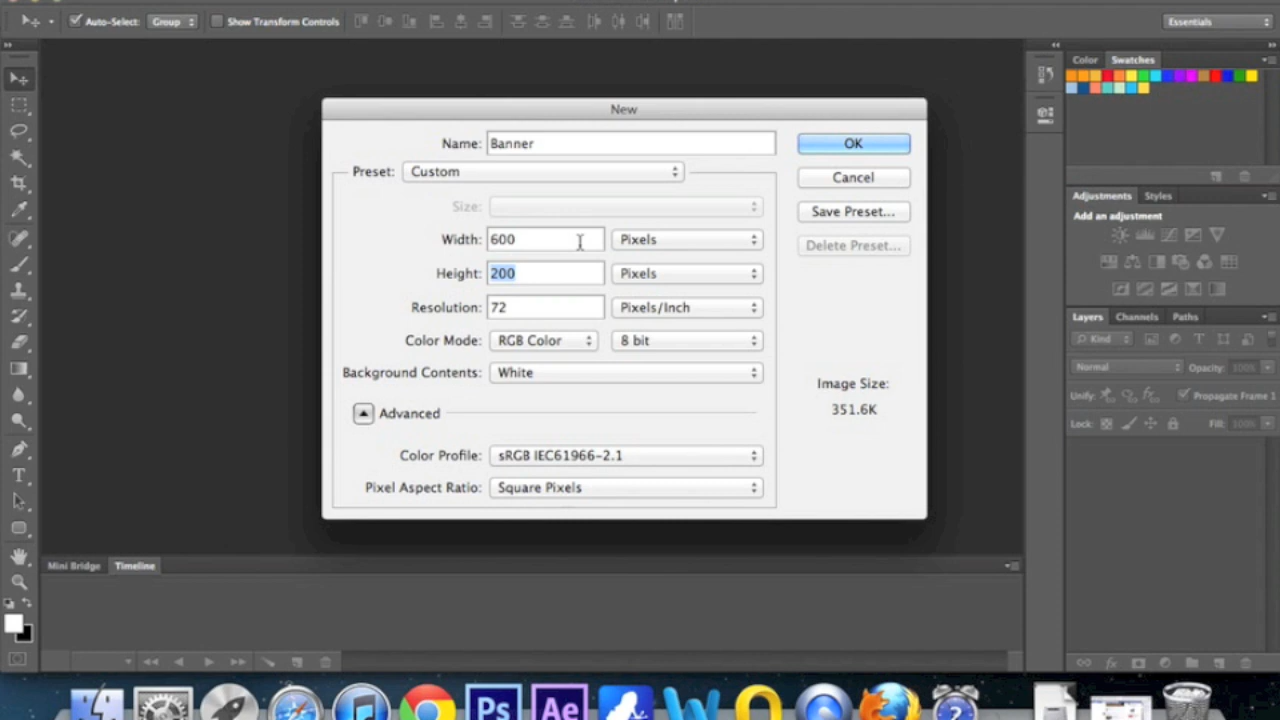 Auto-Select: Group Show Transform Controls Essentials
Color Swatches
New
Name: Banner OK
Preset: Custom Cancel
Size: Save Preset...
Width: 600 Pixels Delete Preset...
Height: 200 Pixels
Resolution: 72 Pixels/Inch
Color Mode: RGB Color 8 bit
Background Contents: White
Image Size:
351.6K
Advanced
Color Profile: sRGB IEC61966-2.1
Pixel Aspect Ratio: Square Pixels
Adjustments Styles
Add an adjustment
Layers Channels Paths
Kind
Normal Opacity: 100%
Unify: Propagate Frame 1
Lock: Fill: 100%
Mini Bridge Timeline
T
Ps Ae W O ?